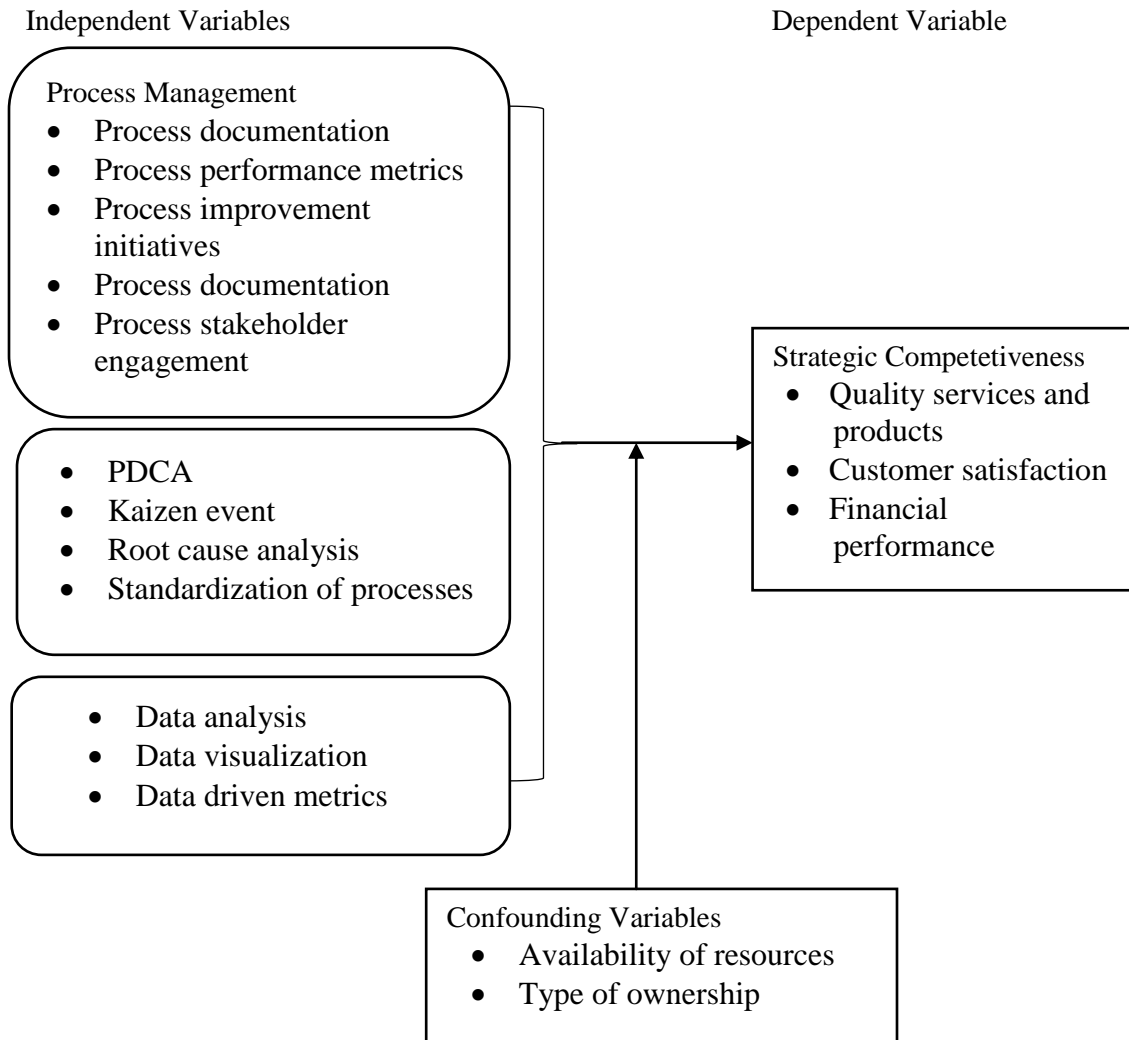 Independent Variables
Dependent Variable
Process Management
• Process documentation
• Process performance metrics
• Process improvement
initiatives
• Process documentation
• Process stakeholder
engagement
• PDCA
• Kaizen event
• Root cause analysis
• Standardization of processes
• Data analysis
• Data visualization
• Data driven metrics
Strategic Competetiveness
• Quality services and
products
• Customer satisfaction
• Financial
performance
Confounding Variables
• Availability of resources
• Type of ownership